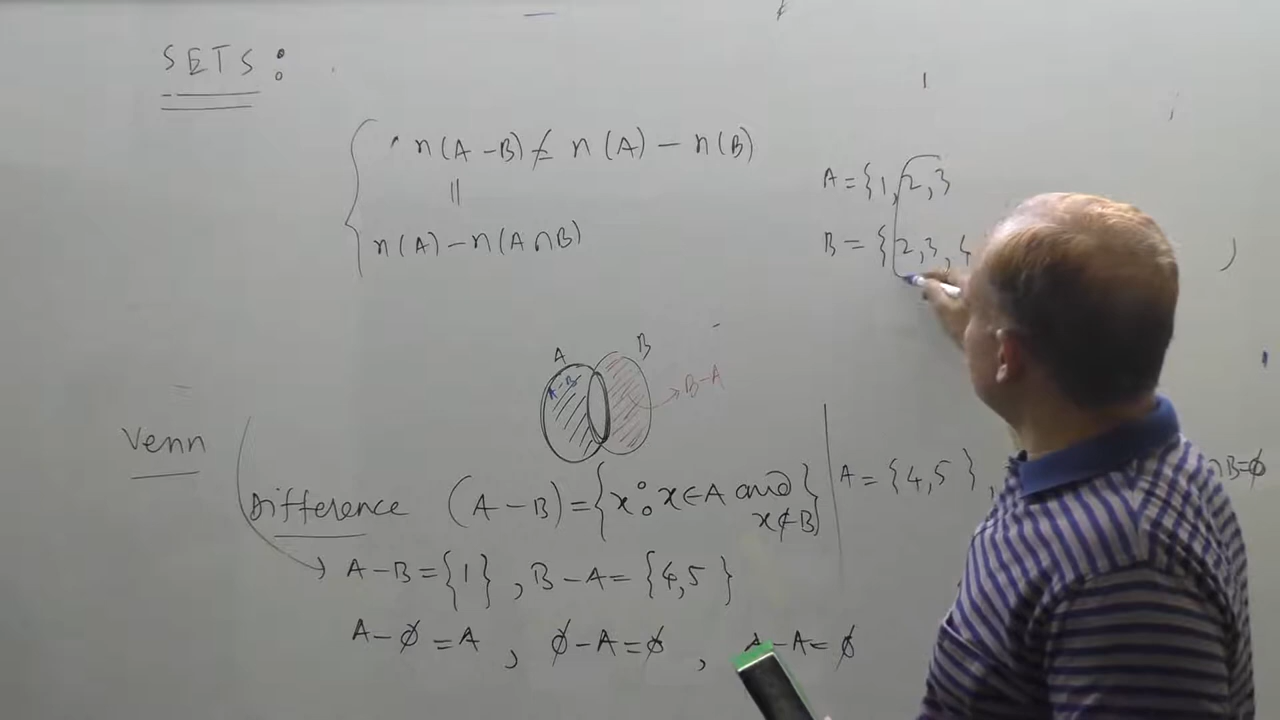 SETS:
n(A-B) ≠ n(A) - n(B)
||
n(A) - n(A∩B)
A = {1, 2, 3
B = {2, 3, 4
A
B
A-B
B-A
Venn
Difference (A-B) = {x : x∈A and x∉B}
A = {4, 5},
∩B=∅
A-B = {1}, B-A = {4,5}
A-∅ = A, ∅-A = ∅, A-A = ∅